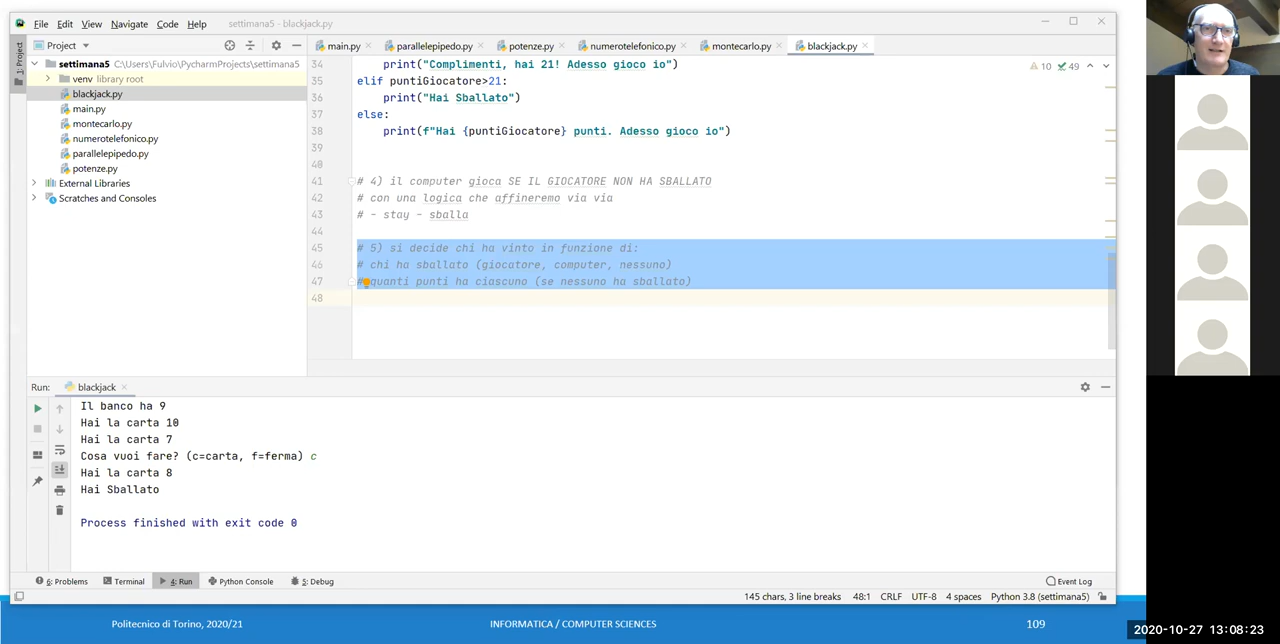 File Edit View Navigate Code Help settimana5 - blackjack.py
Project
main.py parallelepipedo.py potenze.py numerotelefonico.py montecarlo.py blackjack.py
1: Project
settimana5 C:\Users\Fulvio\PycharmProjects\settimana5
venv library root
blackjack.py
main.py
montecarlo.py
numerotelefonico.py
parallelepipedo.py
potenze.py
External Libraries
Scratches and Consoles
10 49
34 print("Complimenti, hai 21! Adesso gioco io")
35 elif puntiGiocatore>21:
36 print("Hai Sballato")
37 else:
38 print(f"Hai {puntiGiocatore} punti. Adesso gioco io")
39
40
41 # 4) il computer gioca SE IL GIOCATORE NON HA SBALLATO
42 # con una logica che affineremo via via
43 # - stay - sballa
44
45 # 5) si decide chi ha vinto in funzione di:
46 # chi ha sballato (giocatore, computer, nessuno)
47 # quanti punti ha ciascuno (se nessuno ha sballato)
48
Run: blackjack
Il banco ha 9
Hai la carta 10
Hai la carta 7
Cosa vuoi fare? (c=carta, f=ferma) c
Hai la carta 8
Hai Sballato
Process finished with exit code 0
6: Problems Terminal 4: Run Python Console 5: Debug Event Log
145 chars, 3 line breaks 48:1 CRLF UTF-8 4 spaces Python 3.8 (settimana5)
Politecnico di Torino, 2020/21 INFORMATICA / COMPUTER SCIENCES 109
2020-10-27 13:08:23